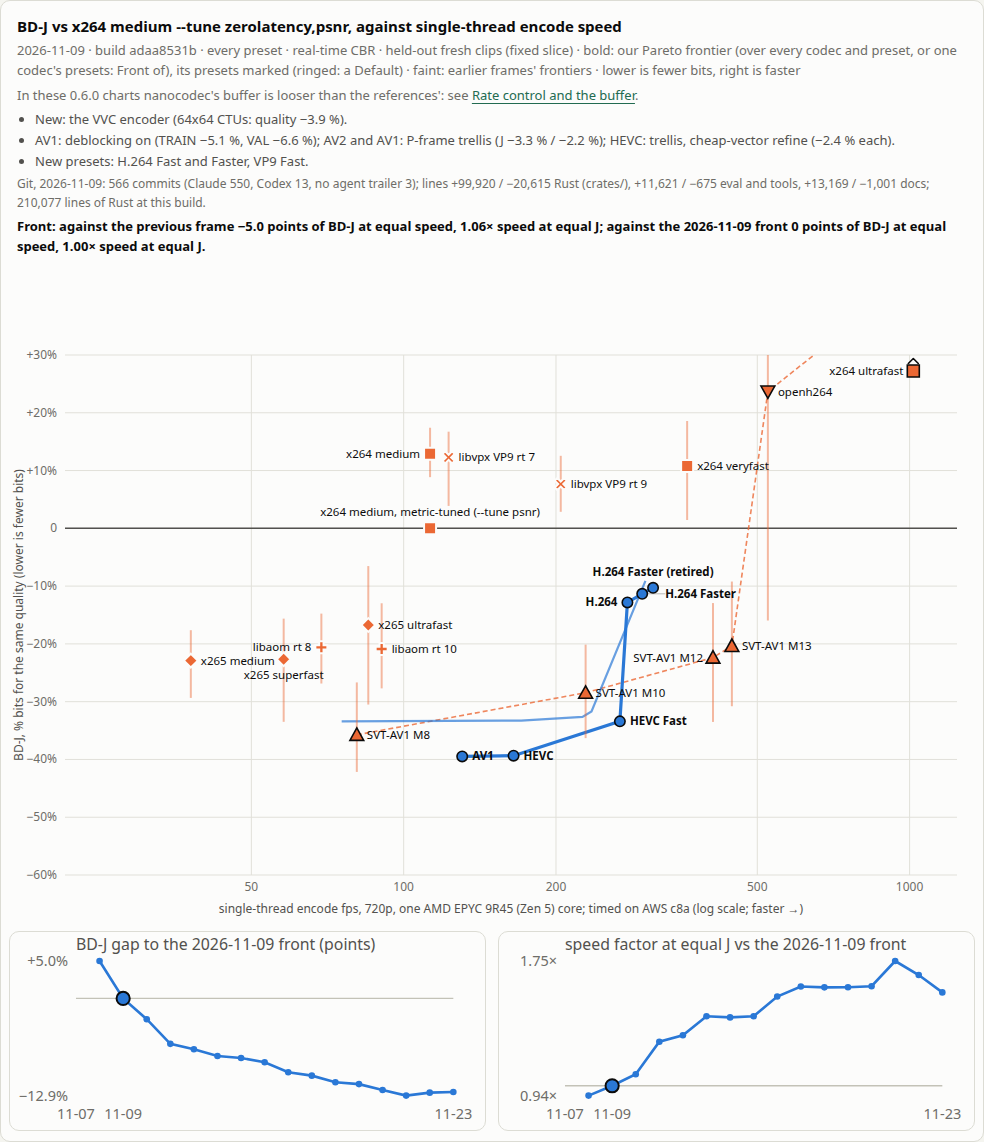 BD-J vs x264 medium --tune zerolatency,psnr, against single-thread encode speed
2026-11-09 · build adaa8531b · every preset · real-time CBR · held-out fresh clips (fixed slice) · bold: our Pareto frontier (over every codec and preset, or one
codec's presets: Front of), its presets marked (ringed: a Default) · faint: earlier frames' frontiers · lower is fewer bits, right is faster
In these 0.6.0 charts nanocodec's buffer is looser than the references': see Rate control and the buffer.
• New: the VVC encoder (64x64 CTUs: quality −3.9 %).
• AV1: deblocking on (TRAIN −5.1 %, VAL −6.6 %); AV2 and AV1: P-frame trellis (J −3.3 % / −2.2 %); HEVC: trellis, cheap-vector refine (−2.4 % each).
• New presets: H.264 Fast and Faster, VP9 Fast.
Git, 2026-11-09: 566 commits (Claude 550, Codex 13, no agent trailer 3); lines +99,920 / −20,615 Rust (crates/), +11,621 / −675 eval and tools, +13,169 / −1,001 docs;
210,077 lines of Rust at this build.
Front: against the previous frame −5.0 points of BD-J at equal speed, 1.06× speed at equal J; against the 2026-11-09 front 0 points of BD-J at equal
speed, 1.00× speed at equal J.
+30%
x264 ultrafast
openh264
+20%
x264 medium
libvpx VP9 rt 7
+10%
x264 veryfast
libvpx VP9 rt 9
x264 medium, metric-tuned (--tune psnr)
0
H.264 Faster (retired)
−10%
H.264
H.264 Faster
x265 ultrafast
−20%
libaom rt 8
libaom rt 10
SVT-AV1 M13
x265 medium
SVT-AV1 M12
x265 superfast
−30%
SVT-AV1 M10
HEVC Fast
SVT-AV1 M8
−40%
AV1
HEVC
−50%
−60%
BD-J, % bits for the same quality (lower is fewer bits)
50
100
200
500
1000
single-thread encode fps, 720p, one AMD EPYC 9R45 (Zen 5) core; timed on AWS c8a (log scale; faster →)
BD-J gap to the 2026-11-09 front (points)
+5.0%
−12.9%
11-07
11-09
11-23
speed factor at equal J vs the 2026-11-09 front
1.75×
0.94×
11-07
11-09
11-23